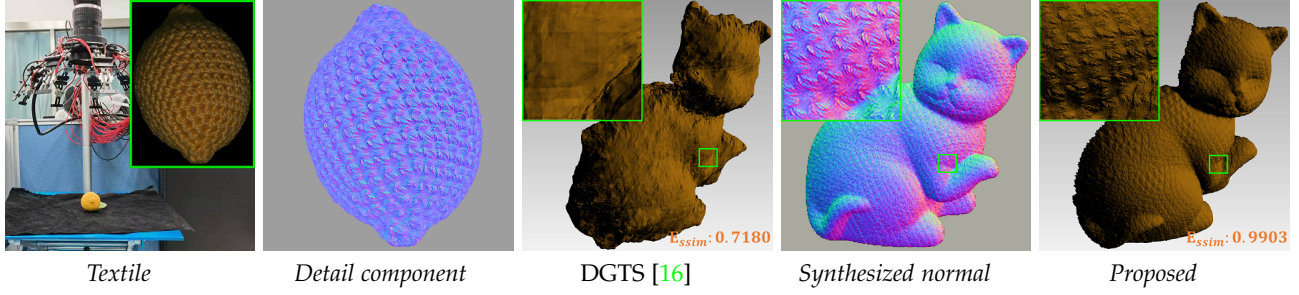 E_ssim: 0.7180
E_ssim: 0.9903
Textile
Detail component
DGTS [16]
Synthesized normal
Proposed